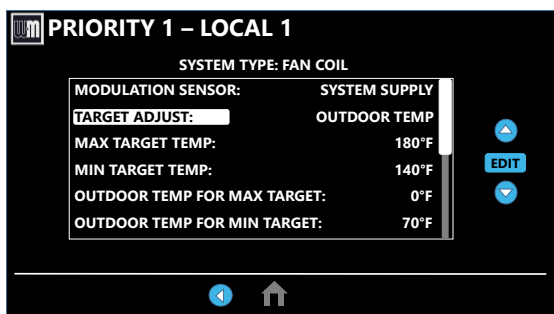 wm PRIORITY 1 – LOCAL 1
SYSTEM TYPE: FAN COIL
MODULATION SENSOR: SYSTEM SUPPLY
TARGET ADJUST: OUTDOOR TEMP
MAX TARGET TEMP: 180°F
MIN TARGET TEMP: 140°F
OUTDOOR TEMP FOR MAX TARGET: 0°F
OUTDOOR TEMP FOR MIN TARGET: 70°F
EDIT